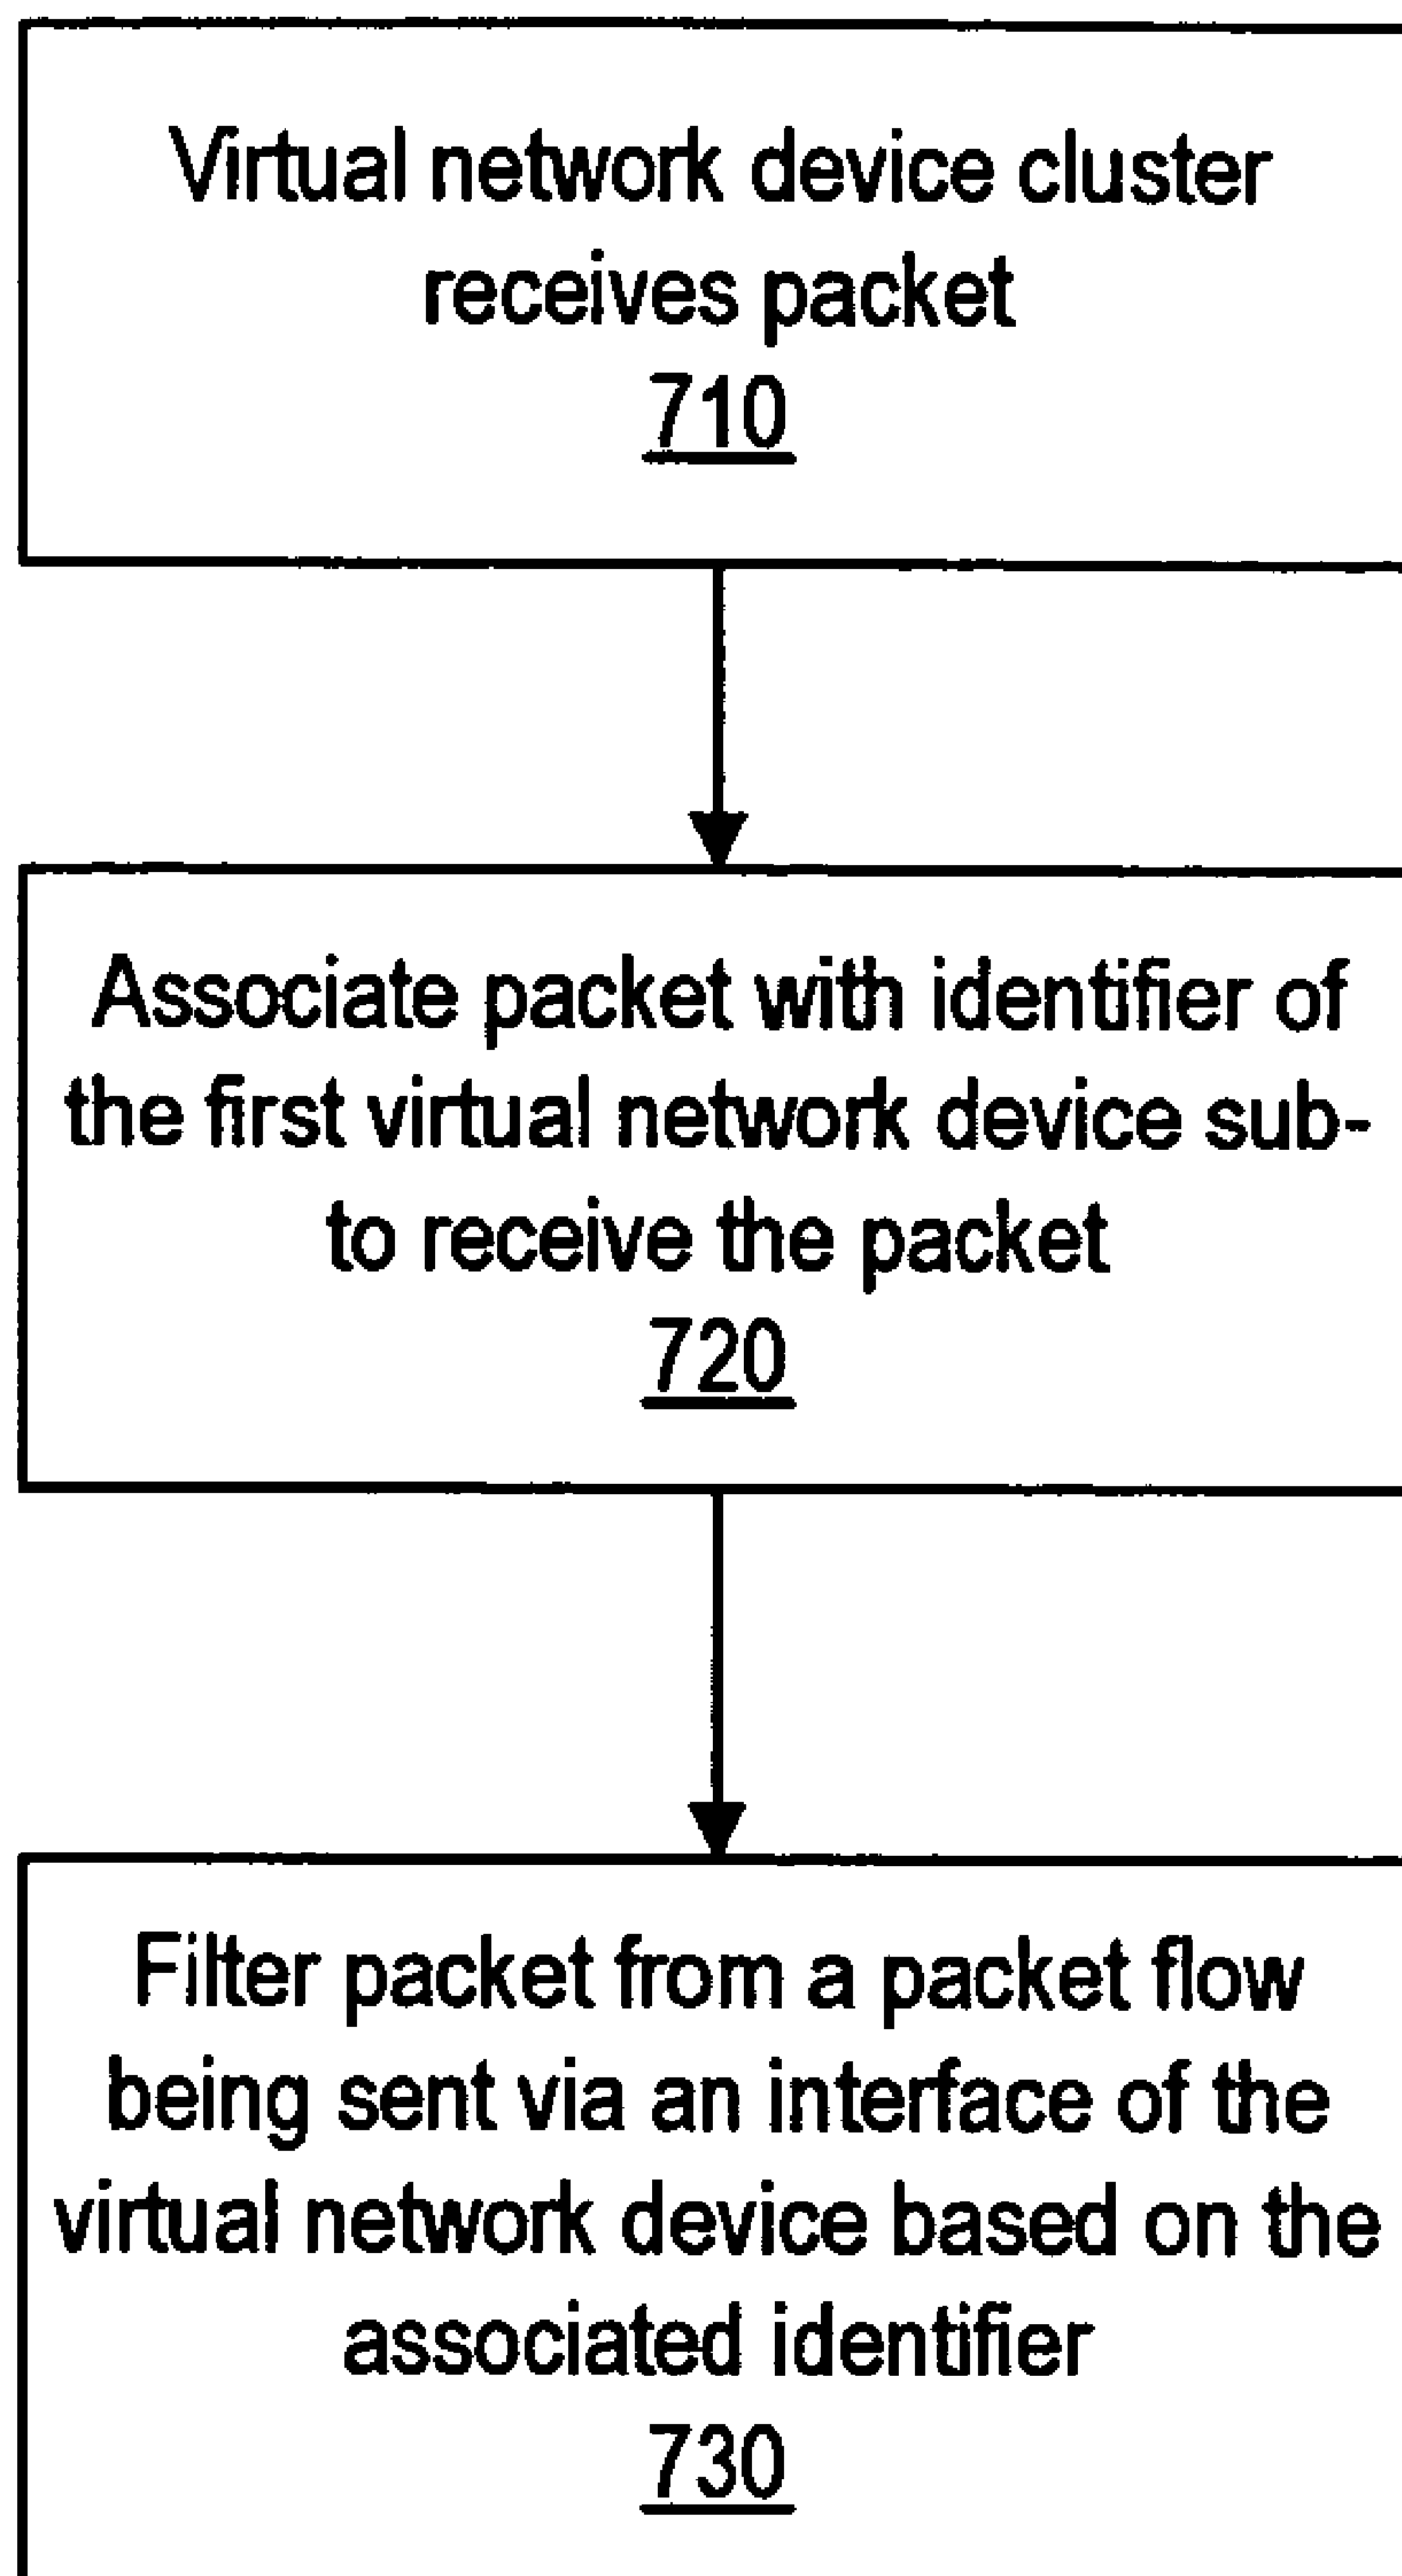 Virtual network device cluster
receives packet
710
Associate packet with identifier of
the first virtual network device sub-
to receive the packet
720
Filter packet from a packet flow
being sent via an interface of the
virtual network device based on the
associated identifier
730